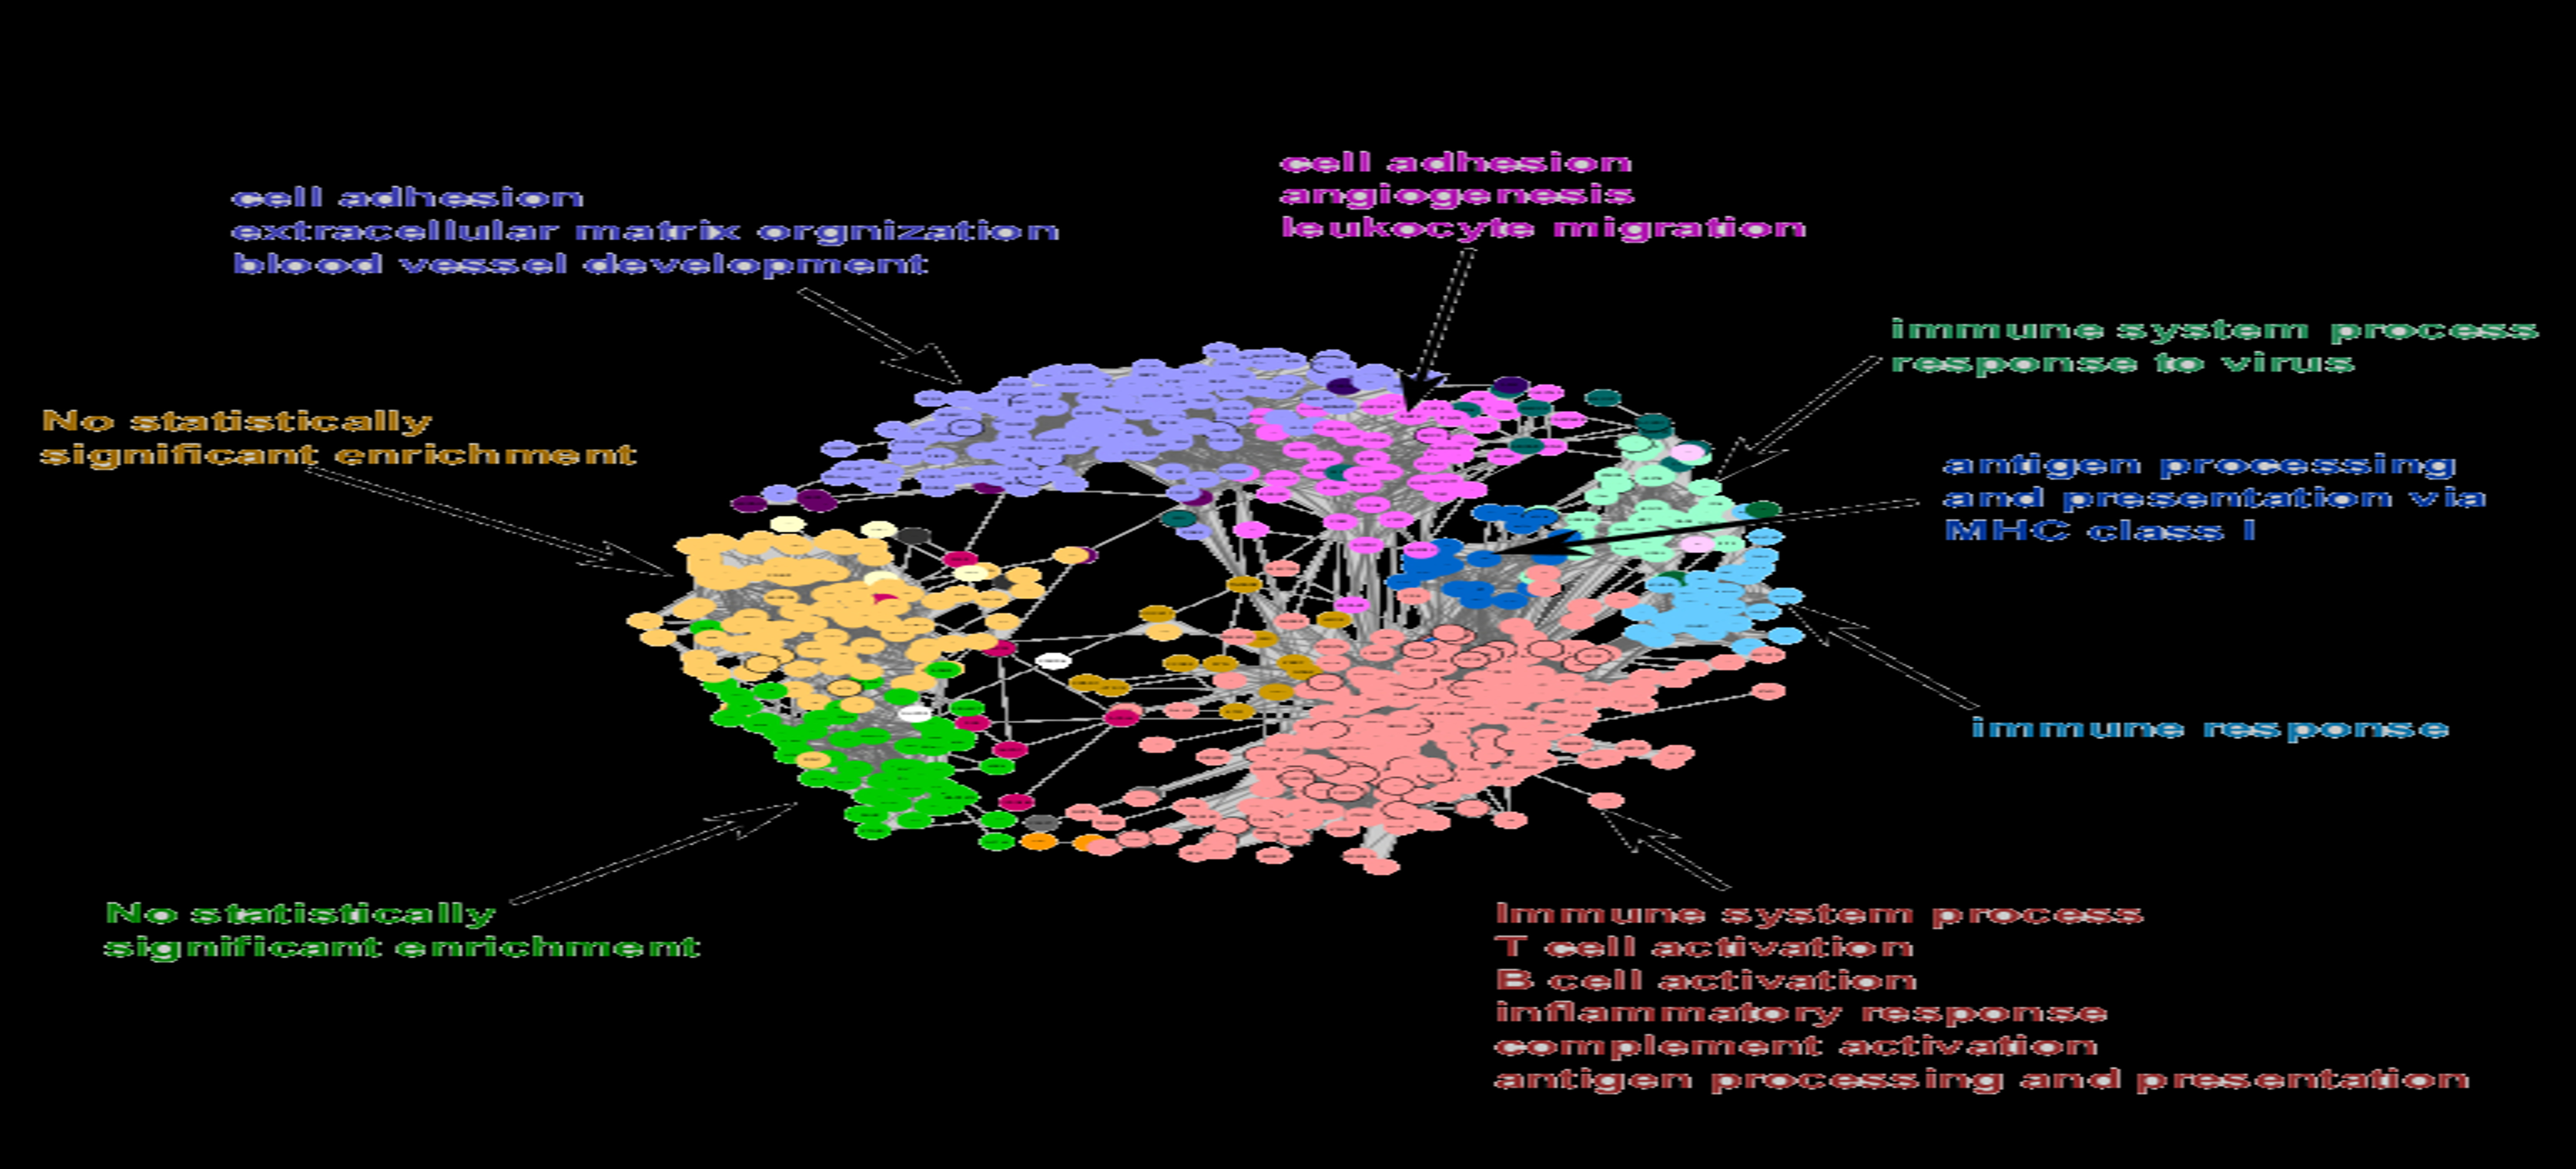 cell adhesion
extracellular matrix orgnization
blood vessel development
cell adhesion
angiogenesis
leukocyte migration
immune system process
response to virus
No statistically
significant enrichment
antigen processing
and presentation via
MHC class I
immune response
No statistically
significant enrichment
Immune system process
T cell activation
B cell activation
inflammatory response
complement activation
antigen processing and presentation